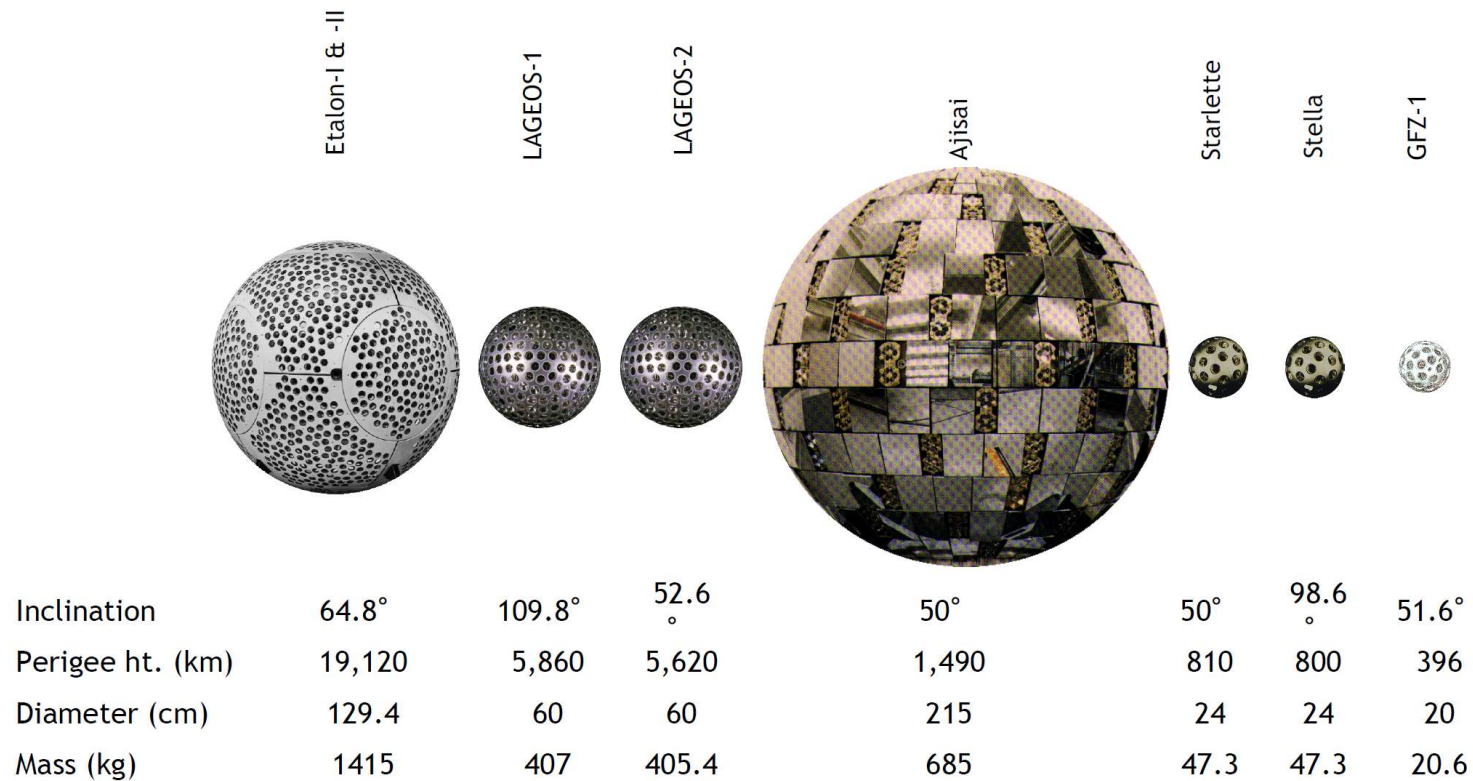 Etalon-I & -II LAGEOS-1 LAGEOS-2 Ajisai Starlette Stella GFZ-1
Inclination 64.8° 109.8° 52.6° 50° 50° 98.6° 51.6°
Perigee ht. (km) 19,120 5,860 5,620 1,490 810 800 396
Diameter (cm) 129.4 60 60 215 24 24 20
Mass (kg) 1415 407 405.4 685 47.3 47.3 20.6